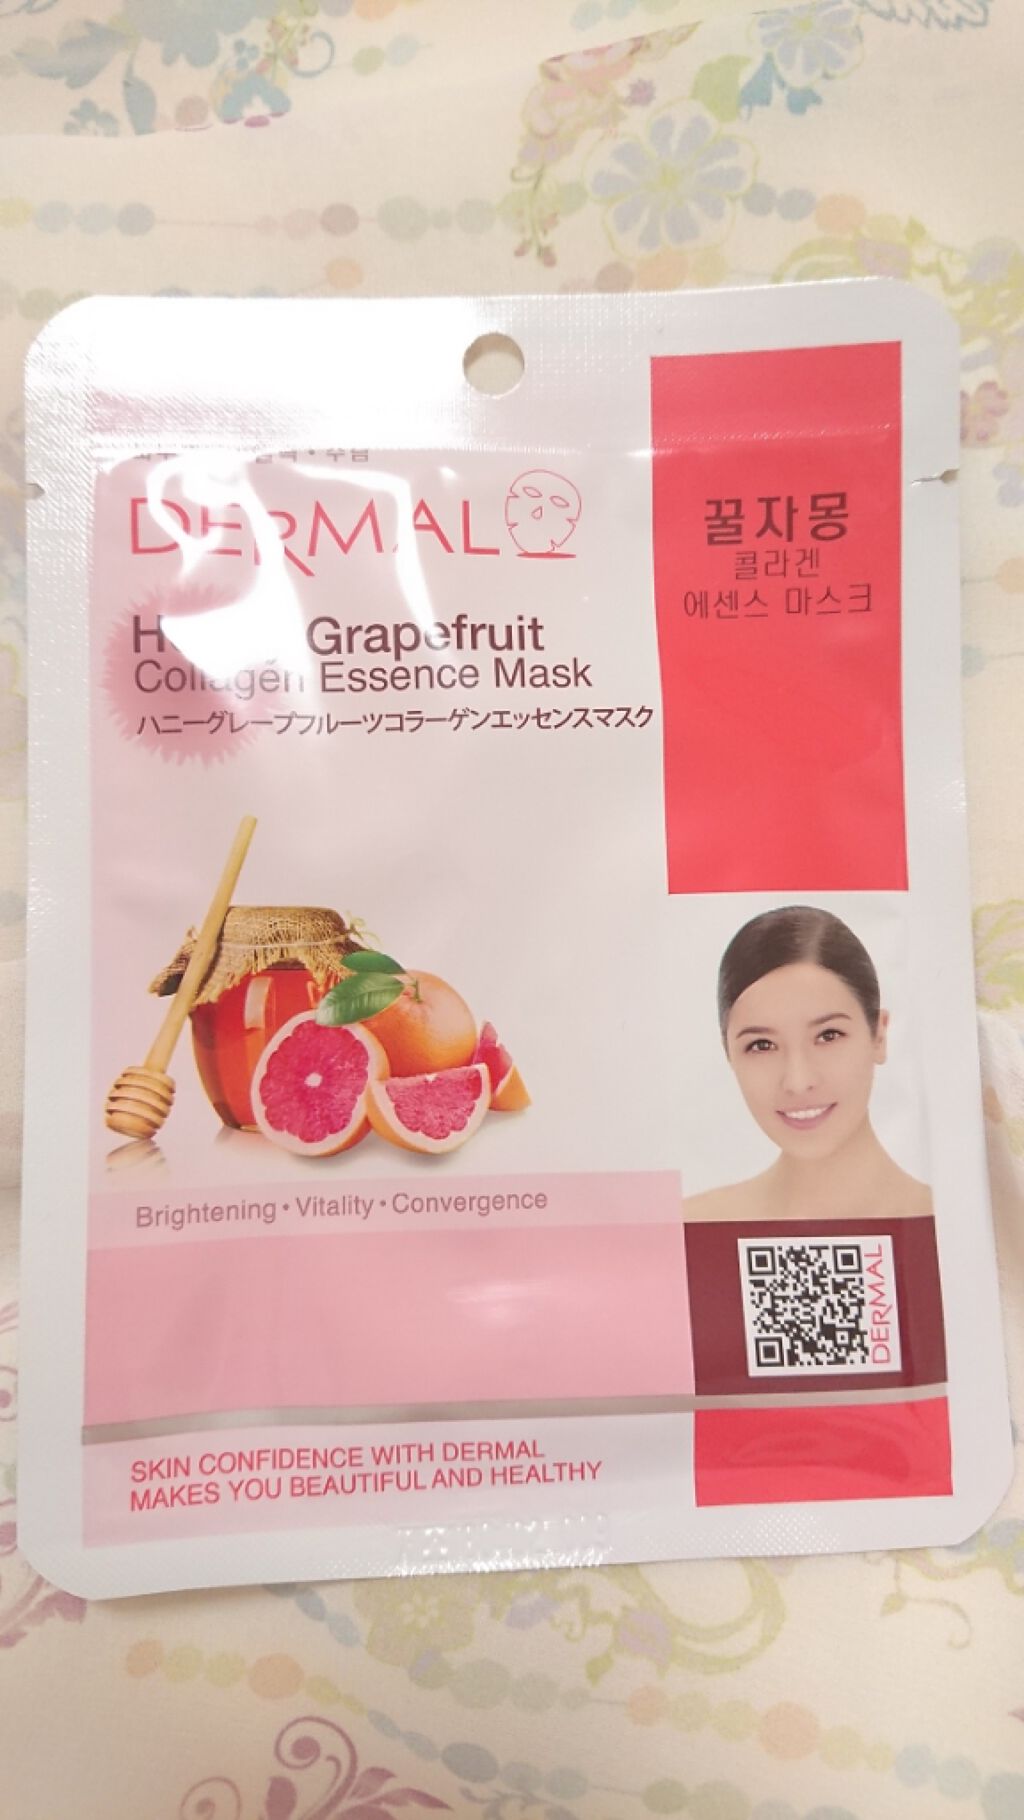 주름
DERMAL
Grapefruit
Collagen Essence Mask
ハニーグレープフルーツコラーゲンエッセンスマスク
꿀자몽
콜라겐
에센스 마스크
Brightening • Vitality • Convergence
DERMAL
SKIN CONFIDENCE WITH DERMAL
MAKES YOU BEAUTIFUL AND HEALTHY